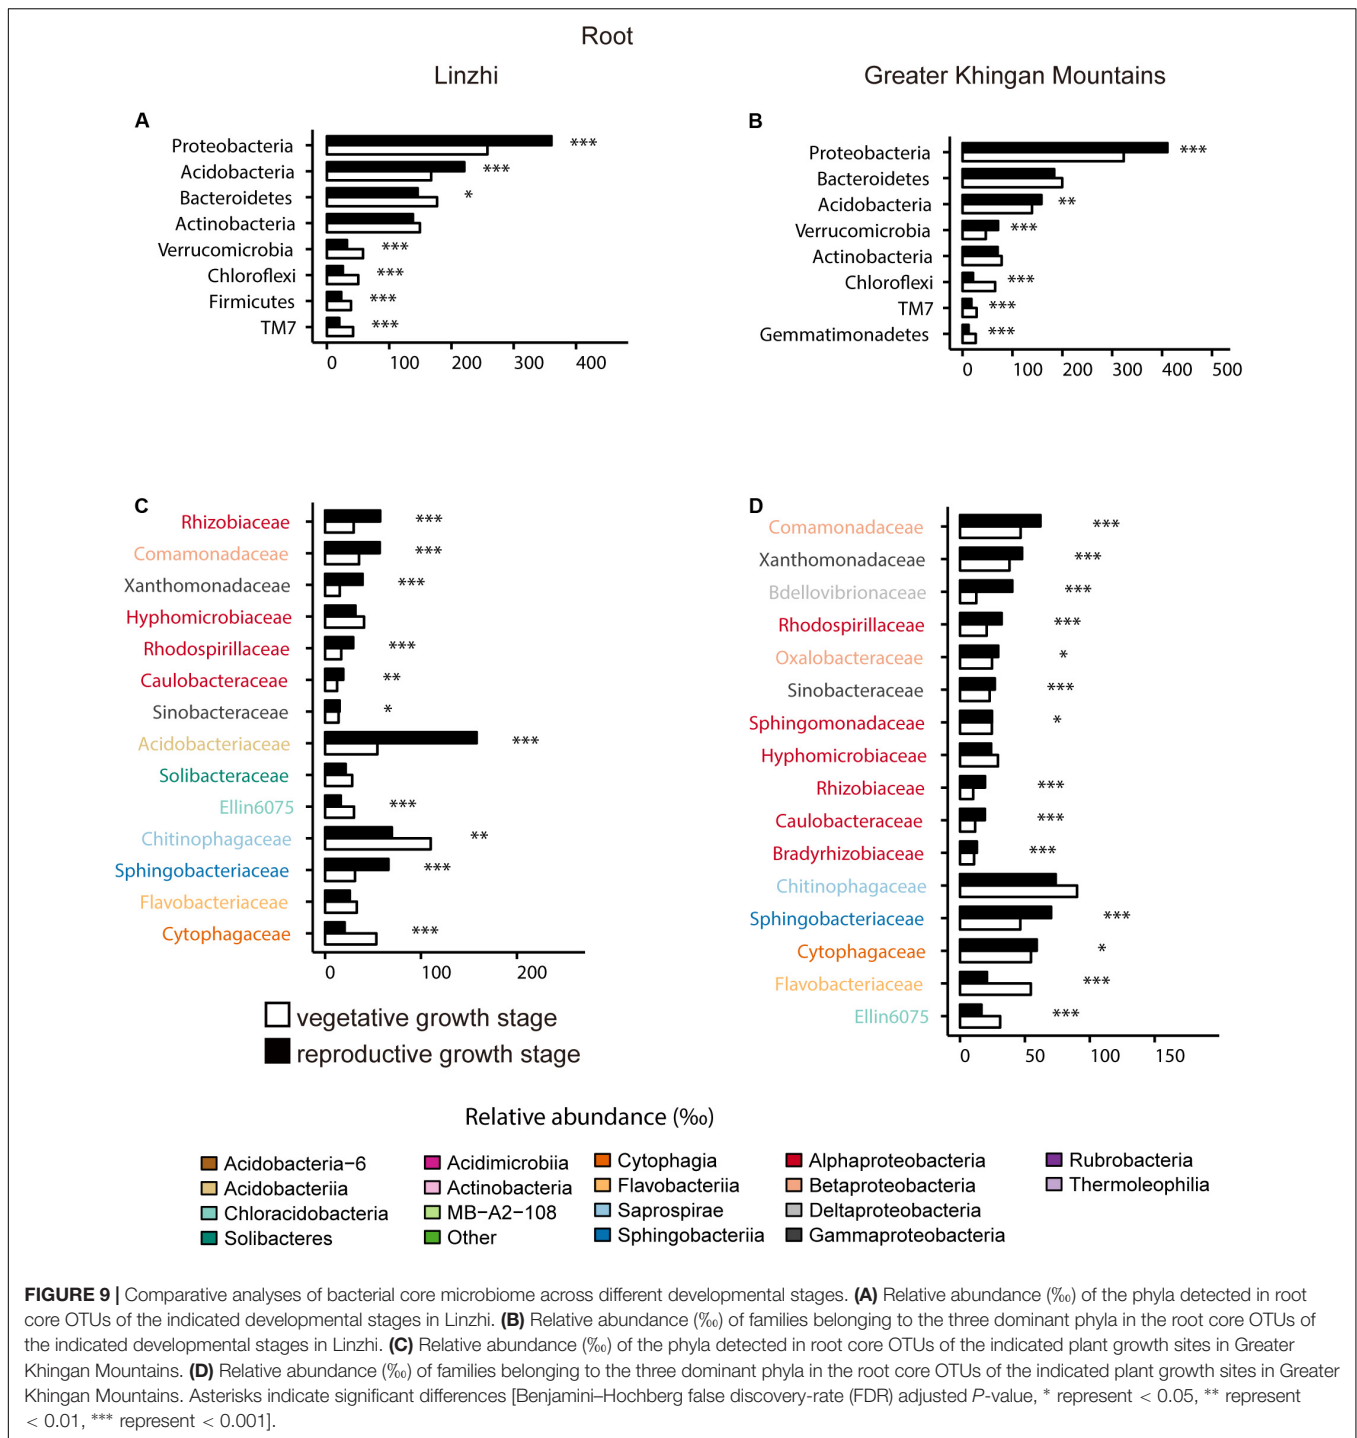 Root
Linzhi
Greater Khingan Mountains
A
Proteobacteria
***
Acidobacteria
***
Bacteroidetes
*
Actinobacteria
Verrucomicrobia
***
Chloroflexi
***
Firmicutes
***
TM7
***
0 100 200 300 400
B
Proteobacteria
***
Bacteroidetes
Acidobacteria
**
Verrucomicrobia
***
Actinobacteria
Chloroflexi
***
TM7
***
Gemmatimonadetes
***
0 100 200 300 400 500
C
Rhizobiaceae
***
Comamonadaceae
***
Xanthomonadaceae
***
Hyphomicrobiaceae
Rhodospirillaceae
***
Caulobacteraceae
**
Sinobacteraceae
*
Acidobacteriaceae
***
Solibacteraceae
Ellin6075
***
Chitinophagaceae
**
Sphingobacteriaceae
***
Flavobacteriaceae
Cytophagaceae
***
0 100 200
vegetative growth stage
reproductive growth stage
D
Comamonadaceae
***
Xanthomonadaceae
***
Bdellovibrionaceae
***
Rhodospirillaceae
***
Oxalobacteraceae
*
Sinobacteraceae
***
Sphingomonadaceae
*
Hyphomicrobiaceae
Rhizobiaceae
***
Caulobacteraceae
***
Bradyrhizobiaceae
***
Chitinophagaceae
Sphingobacteriaceae
***
Cytophagaceae
*
Flavobacteriaceae
***
Ellin6075
***
0 50 100 150
Relative abundance (‰)
Acidobacteria−6
Acidobacteriia
Chloracidobacteria
Solibacteres
Acidimicrobiia
Actinobacteria
MB−A2−108
Other
Cytophagia
Flavobacteriia
Saprospirae
Sphingobacteriia
Alphaproteobacteria
Betaproteobacteria
Deltaproteobacteria
Gammaproteobacteria
Rubrobacteria
Thermoleophilia
FIGURE 9 | Comparative analyses of bacterial core microbiome across different developmental stages. (A) Relative abundance (‰) of the phyla detected in root
core OTUs of the indicated developmental stages in Linzhi. (B) Relative abundance (‰) of families belonging to the three dominant phyla in the root core OTUs of
the indicated developmental stages in Linzhi. (C) Relative abundance (‰) of the phyla detected in root core OTUs of the indicated plant growth sites in Greater
Khingan Mountains. (D) Relative abundance (‰) of families belonging to the three dominant phyla in the root core OTUs of the indicated plant growth sites in Greater
Khingan Mountains. Asterisks indicate significant differences [Benjamini–Hochberg false discovery-rate (FDR) adjusted P-value, * represent < 0.05, ** represent
< 0.01, *** represent < 0.001].